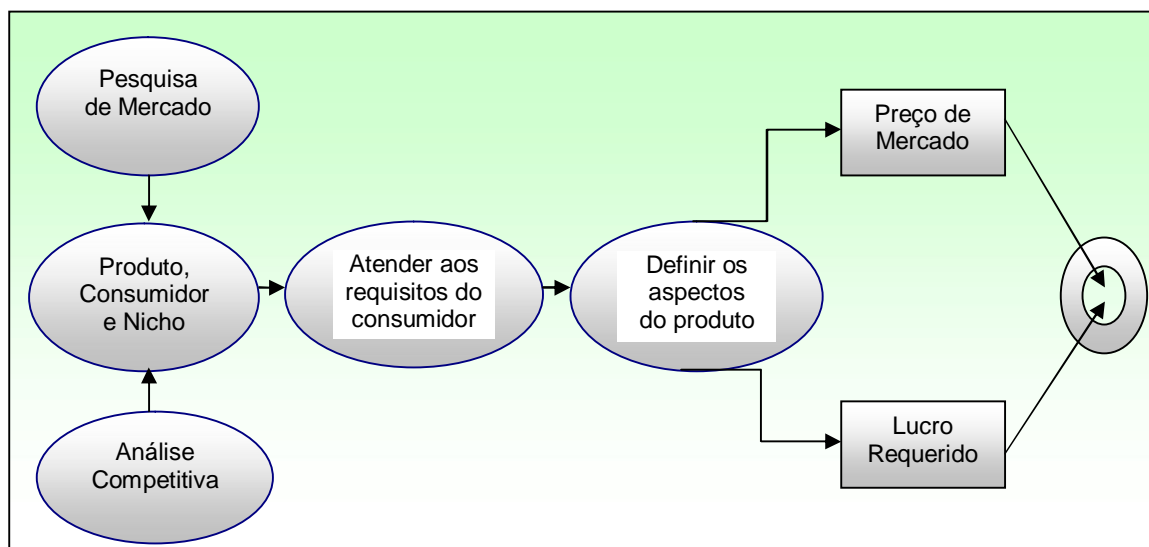 Pesquisa
de Mercado
Produto,
Consumidor
e Nicho
Análise
Competitiva
Atender aos
requisitos do
consumidor
Definir os
aspectos
do produto
Preço de
Mercado
Lucro
Requerido